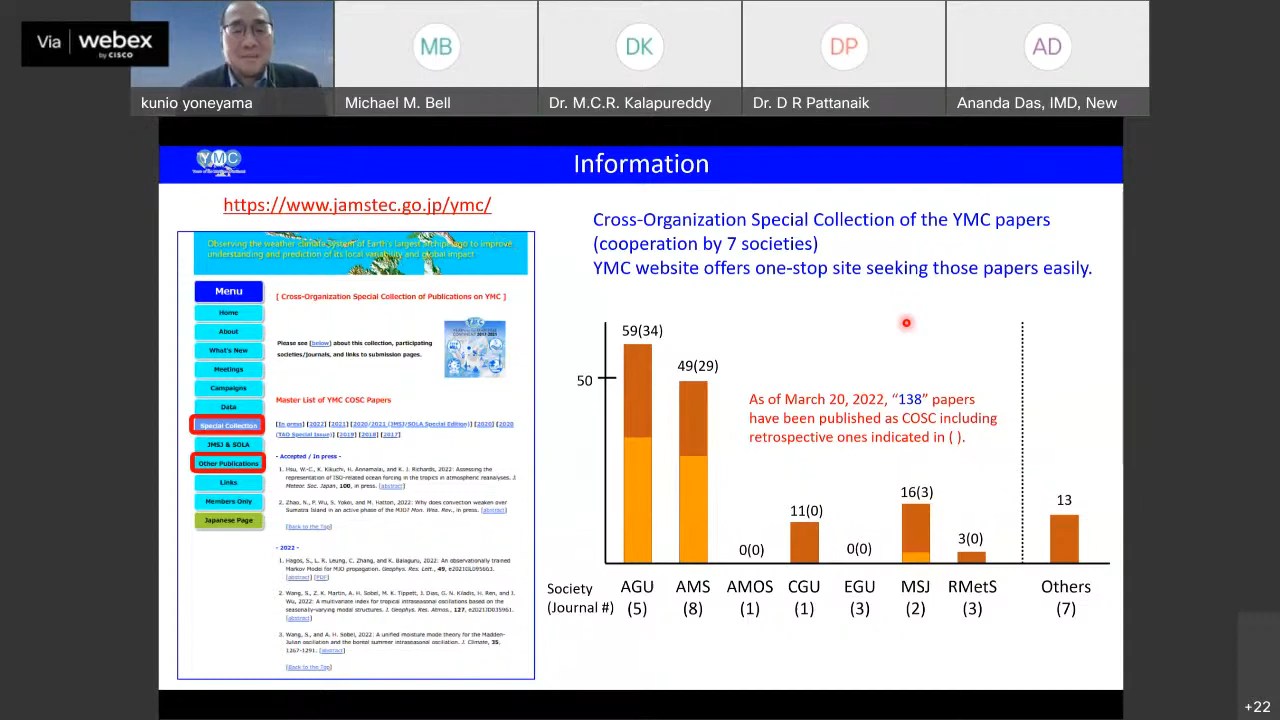 Via webex
by CISCO
MB
DK
DP
AD
kunio yoneyama
Michael M. Bell
Dr. M.C.R. Kalapureddy
Dr. D R Pattanaik
Ananda Das, IMD, New
YMC
Information
https://www.jamstec.go.jp/ymc/
Observing the weather-climate system of Earth's largest archipelago to improve
understanding and prediction of its local variability and global impact
Menu
Home
About
What's New
Meetings
Campaigns
Data
Special Collection
JMSJ & SOLA
Other Publications
Links
Members Only
Japanese Page
[ Cross-Organization Special Collection of Publications on YMC ]
Please see [below] about this collection, participating
societies/journals, and links to submission pages.
Master List of YMC COSC Papers
[In press] [2022] [2021] [2020/2021 (JMSJ/SOLA Special Edition)] [2020] [2020
(TAO Special Issue)] [2019] [2018] [2017]
- Accepted / In press -
1. Hsu, W.-C., K. Kikuchi, H. Annamalai, and K. J. Richards, 2022: Assessing the
representation of ISO-related ocean forcing in the tropics in atmospheric reanalyses. J.
Meteor. Soc. Japan, 100, in press. [abstract]
2. Zhao, N., P. Wu, S. Yokoi, and M. Hattori, 2022: Why does convection weaken over
Sumatra Island in an active phase of the MJO? Mon. Wea. Rev., in press. [abstract]
[Back to the Top]
- 2022 -
1. Hagos, S., L. R. Leung, C. Zhang, and K. Balaguru, 2022: An observationally trained
Markov Model for MJO propagation. Geophys. Res. Lett., 49, e2021GL095663.
[abstract] [PDF]
2. Wang, S., Z. K. Martin, A. H. Sobel, M. K. Tippett, J. Dias, G. N. Kiladis, H. Ren, and J.
Wu, 2022: A multivariate index for tropical intraseasonal oscillations based on the
seasonally-varying modal structures. J. Geophys. Res. Atmos., 127, e2021JD035961.
[abstract]
3. Wang, S., and A. H. Sobel, 2022: A unified moisture mode theory for the Madden-
Julian oscillation and the boreal summer intraseasonal oscillation. J. Climate, 35,
1267-1291. [abstract]
[Back to the Top]
Cross-Organization Special Collection of the YMC papers
(cooperation by 7 societies)
YMC website offers one-stop site seeking those papers easily.
50
59(34)
49(29)
0(0)
11(0)
0(0)
16(3)
3(0)
13
As of March 20, 2022, “138” papers
have been published as COSC including
retrospective ones indicated in ( ).
Society AGU AMS AMOS CGU EGU MSJ RMetS Others
(Journal #) (5) (8) (1) (1) (3) (2) (3) (7)
+22